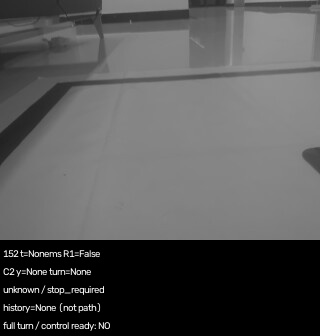 152 t=Nonems R1=False
C2 y=None turn=None
unknown / stop_required
history=None (not path)
full turn / control ready: NO